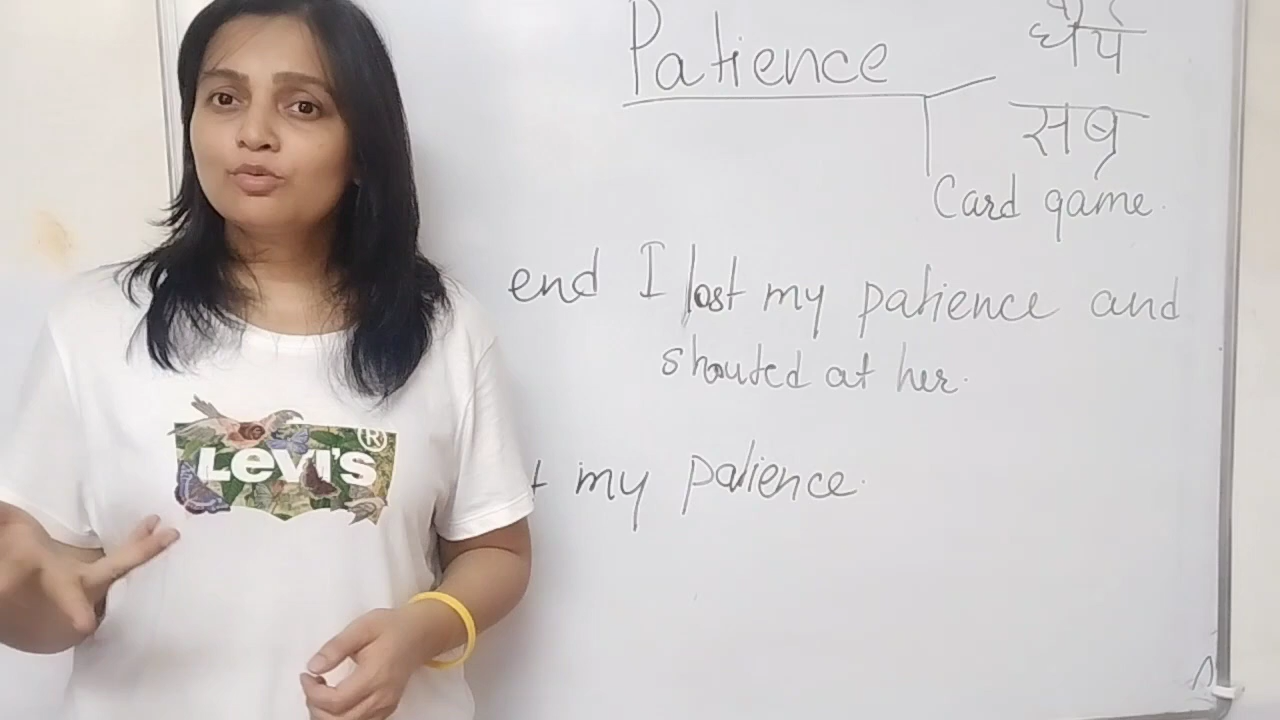 Patience
धैर्य
सब्र
Card game.
end I lost my patience and
shouted at her.
my patience.
LEVI'S ®